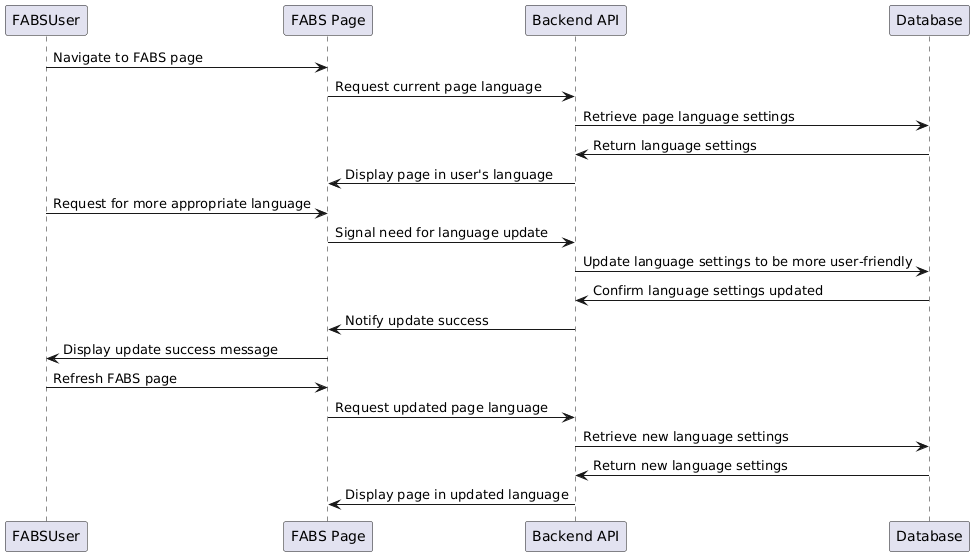 FABSUser
FABS Page
Backend API
Database
Navigate to FABS page
Request current page language
Retrieve page language settings
Return language settings
Display page in user's language
Request for more appropriate language
Signal need for language update
Update language settings to be more user-friendly
Confirm language settings updated
Notify update success
Display update success message
Refresh FABS page
Request updated page language
Retrieve new language settings
Return new language settings
Display page in updated language
FABSUser
FABS Page
Backend API
Database